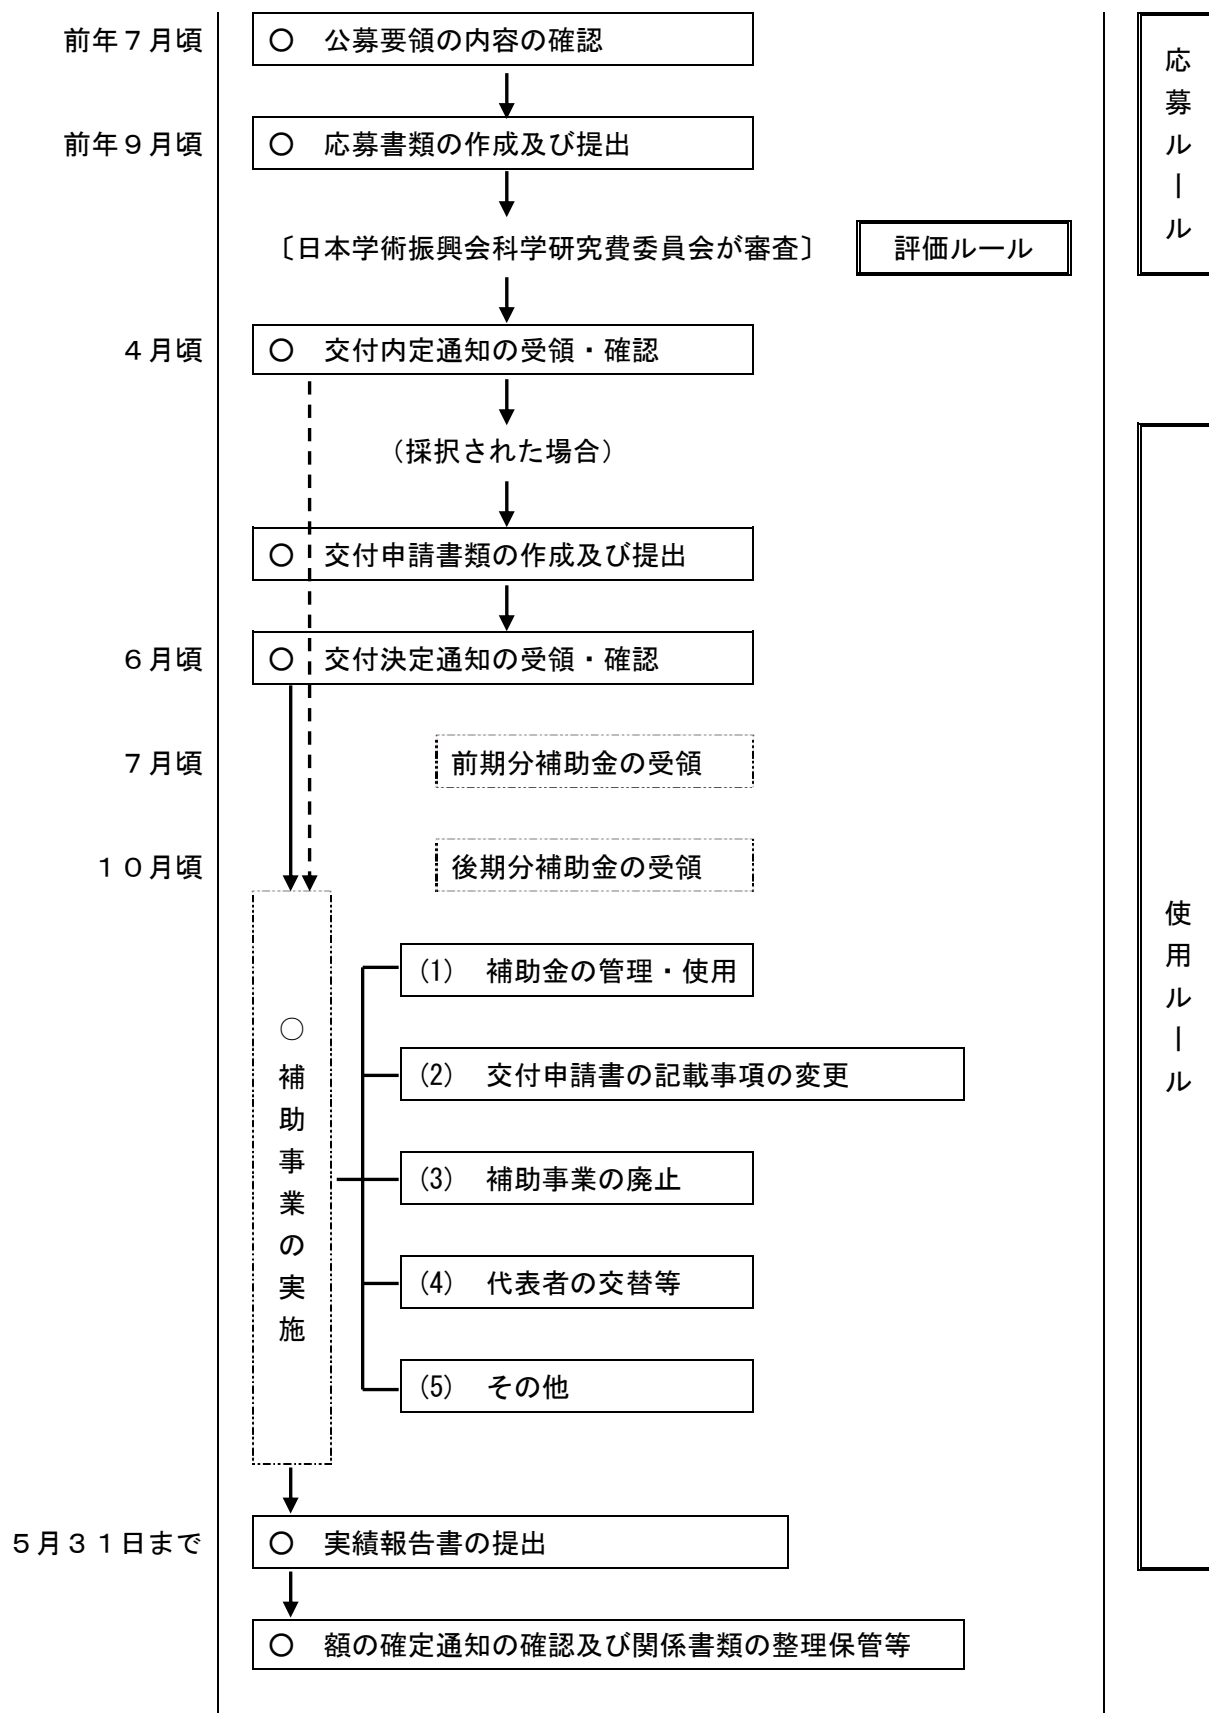 前年７月頃
○　公募要領の内容の確認
前年９月頃
○　応募書類の作成及び提出
〔日本学術振興会科学研究費委員会が審査〕
評価ルール
応募ルール
４月頃
○　交付内定通知の受領・確認
（採択された場合）
○　交付申請書類の作成及び提出
６月頃
○　交付決定通知の受領・確認
７月頃
前期分補助金の受領
１０月頃
後期分補助金の受領
○補助事業の実施
(1)　補助金の管理・使用
(2)　交付申請書の記載事項の変更
(3)　補助事業の廃止
(4)　代表者の交替等
(5)　その他
使用ルール
５月３１日まで
○　実績報告書の提出
○　額の確定通知の確認及び関係書類の整理保管等